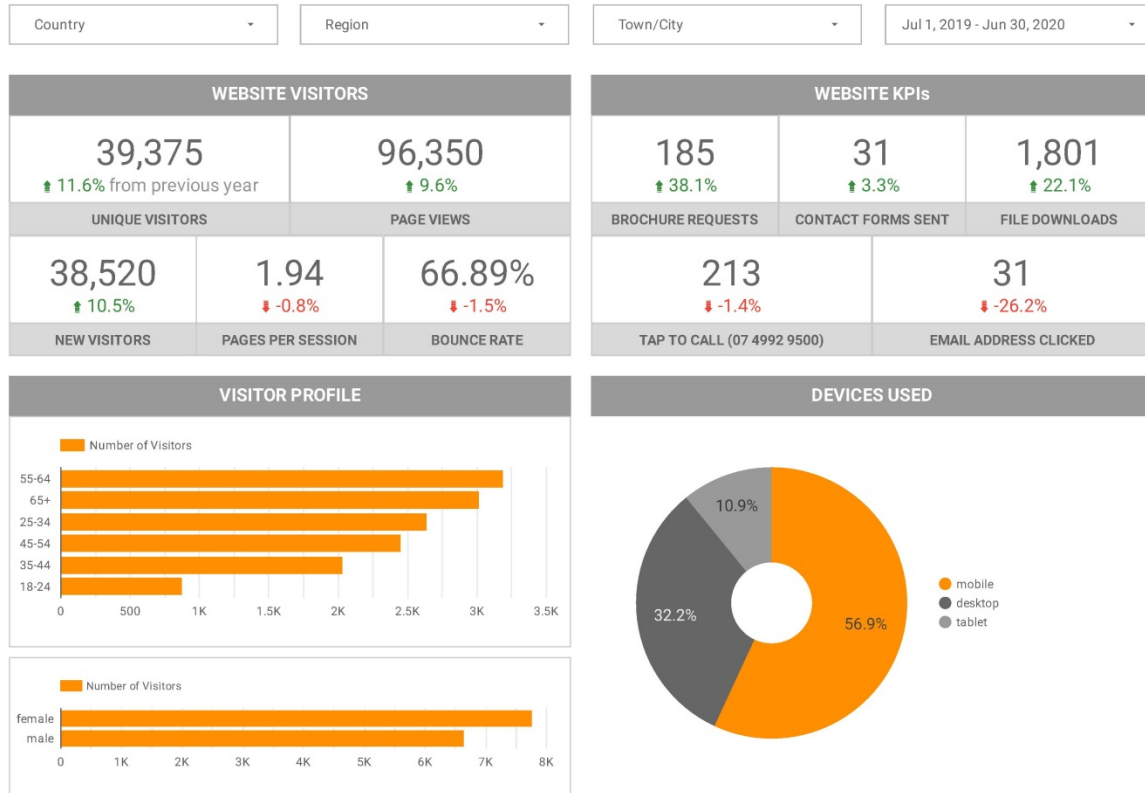 Country
Region
Town/City
Jul 1, 2019 - Jun 30, 2020
WEBSITE VISITORS
39,375
11.6% from previous year
UNIQUE VISITORS
96,350
9.6%
PAGE VIEWS
38,520
10.5%
NEW VISITORS
1.94
-0.8%
PAGES PER SESSION
66.89%
-1.5%
BOUNCE RATE
WEBSITE KPIs
185
38.1%
BROCHURE REQUESTS
31
3.3%
CONTACT FORMS SENT
1,801
22.1%
FILE DOWNLOADS
213
-1.4%
TAP TO CALL (07 4992 9500)
31
-26.2%
EMAIL ADDRESS CLICKED
VISITOR PROFILE
Number of Visitors
55-64
65+
25-34
45-54
35-44
18-24
0 500 1K 1.5K 2K 2.5K 3K 3.5K
Number of Visitors
female
male
0 1K 2K 3K 4K 5K 6K 7K 8K
DEVICES USED
10.9%
32.2%
56.9%
mobile
desktop
tablet